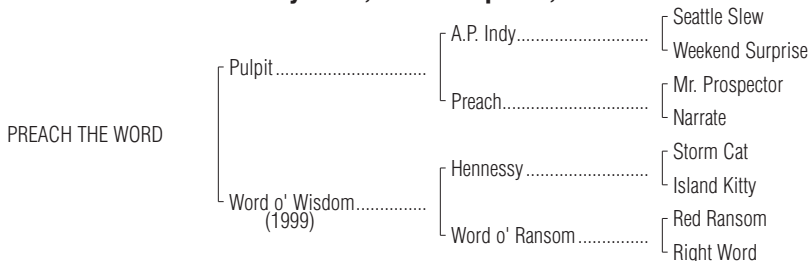 Seattle Slew
A.P. Indy................................
Weekend Surprise
Pulpit................................
Mr. Prospector
Preach...................................
Narrate
PREACH THE WORD
Storm Cat
Hennessy..............................
Island Kitty
Word o' Wisdom...............
(1999)
Red Ransom
Word o' Ransom................
Right Word